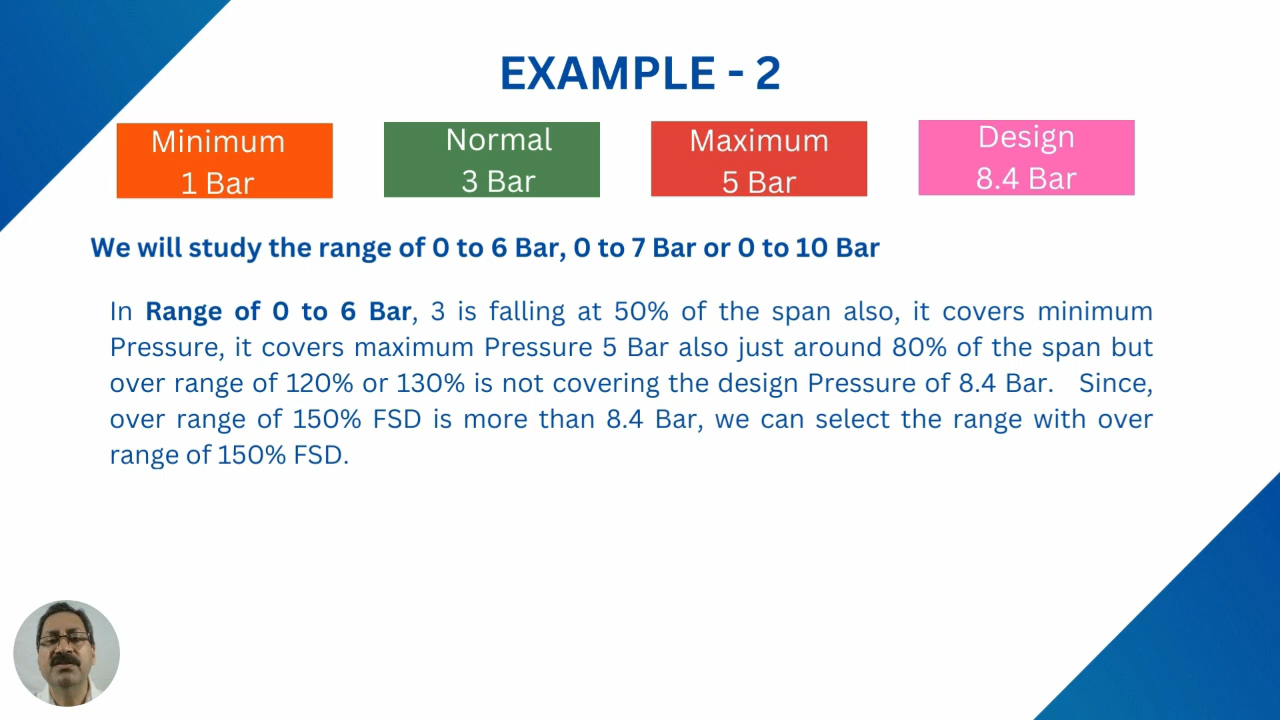 EXAMPLE - 2
Minimum
1 Bar
Normal
3 Bar
Maximum
5 Bar
Design
8.4 Bar
We will study the range of 0 to 6 Bar, 0 to 7 Bar or 0 to 10 Bar
In Range of 0 to 6 Bar, 3 is falling at 50% of the span also, it covers minimum
Pressure, it covers maximum Pressure 5 Bar also just around 80% of the span but
over range of 120% or 130% is not covering the design Pressure of 8.4 Bar. Since,
over range of 150% FSD is more than 8.4 Bar, we can select the range with over
range of 150% FSD.